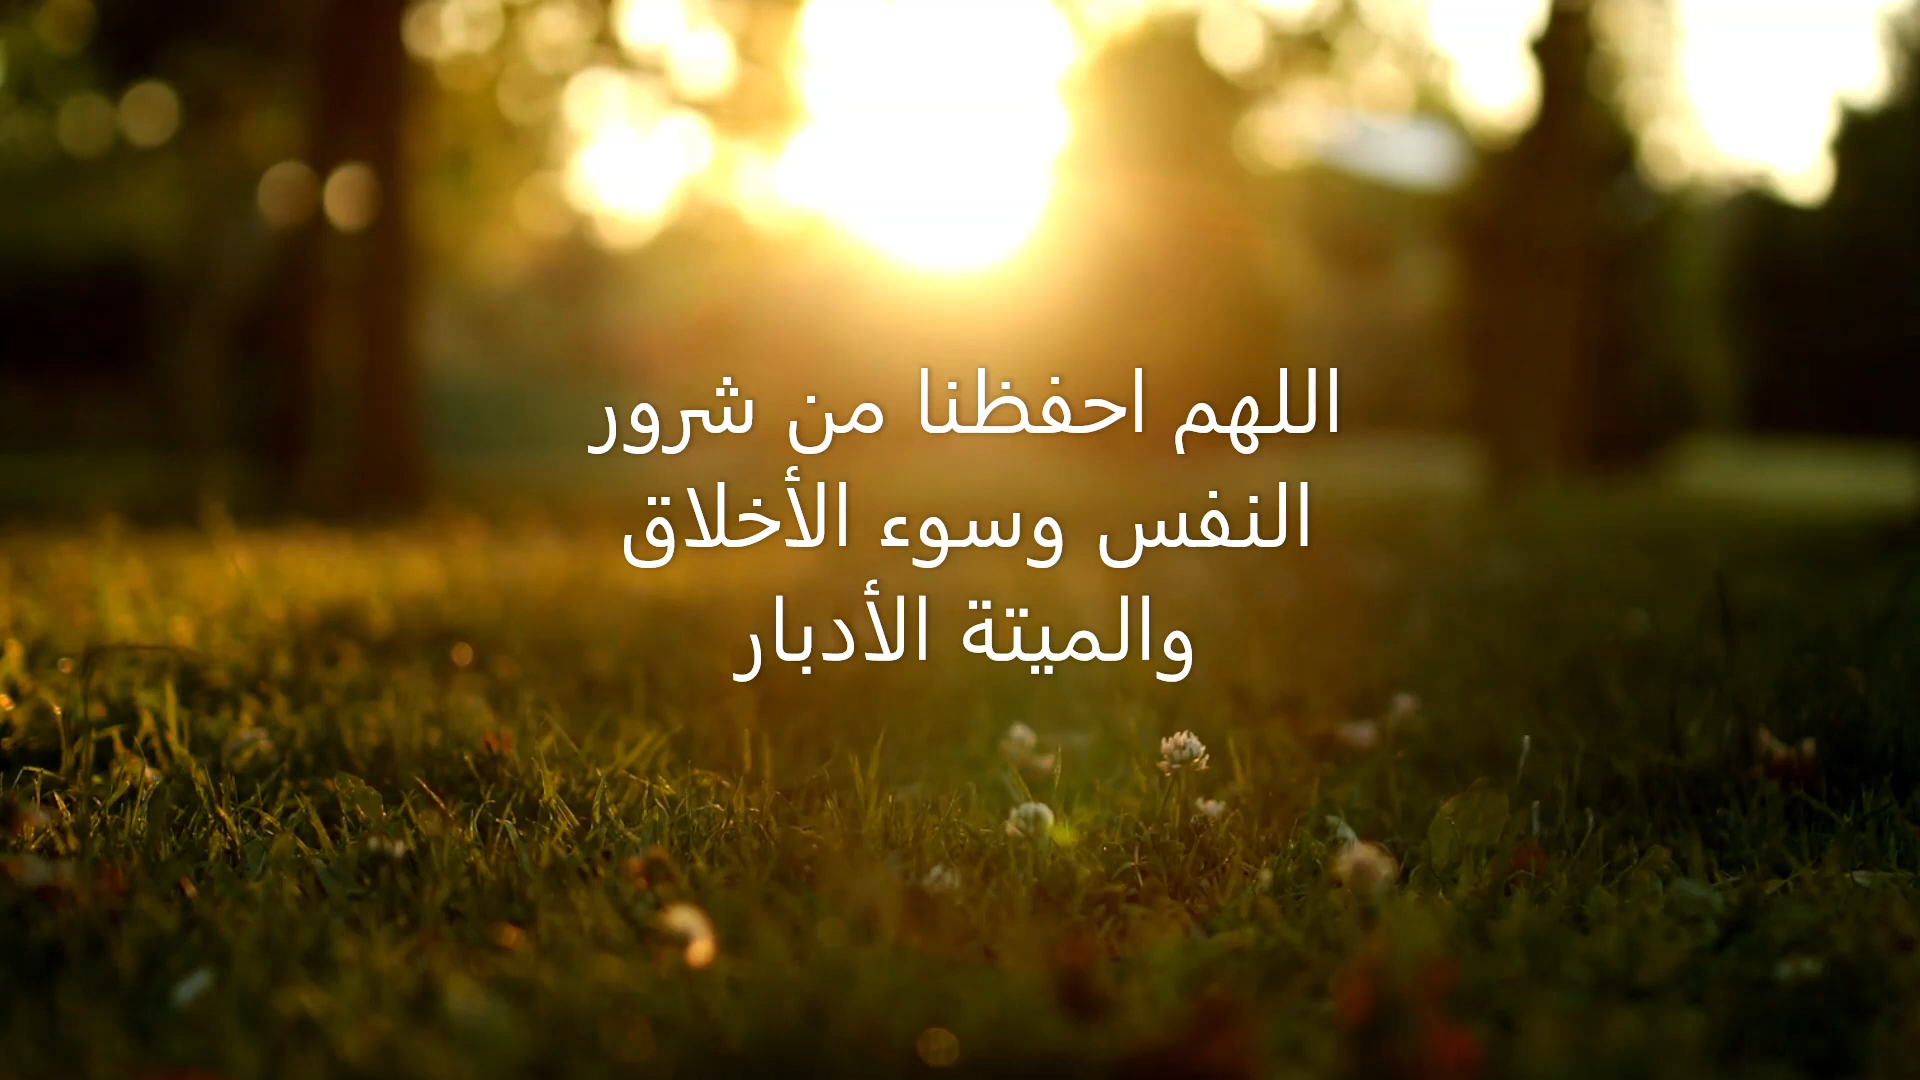 اللهم احفظنا من شرور
النفس وسوء الأخلاق
والميتة الأدبار